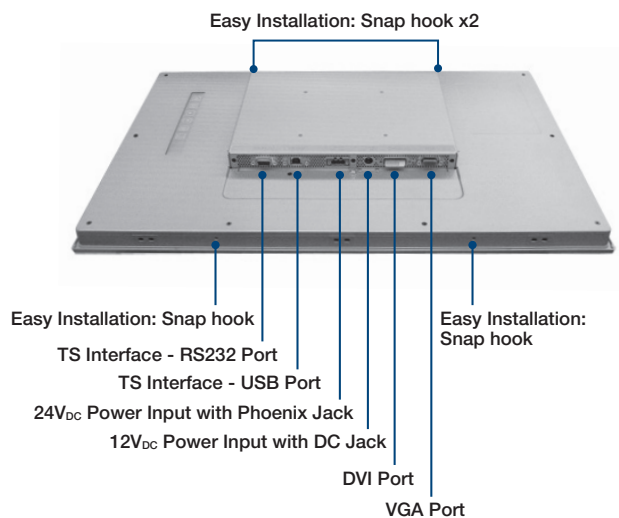 Easy Installation: Snap hook x2
Easy Installation: Snap hook
Easy Installation:
Snap hook
TS Interface - RS232 Port
TS Interface - USB Port
24VDC Power Input with Phoenix Jack
12VDC Power Input with DC Jack
DVI Port
VGA Port